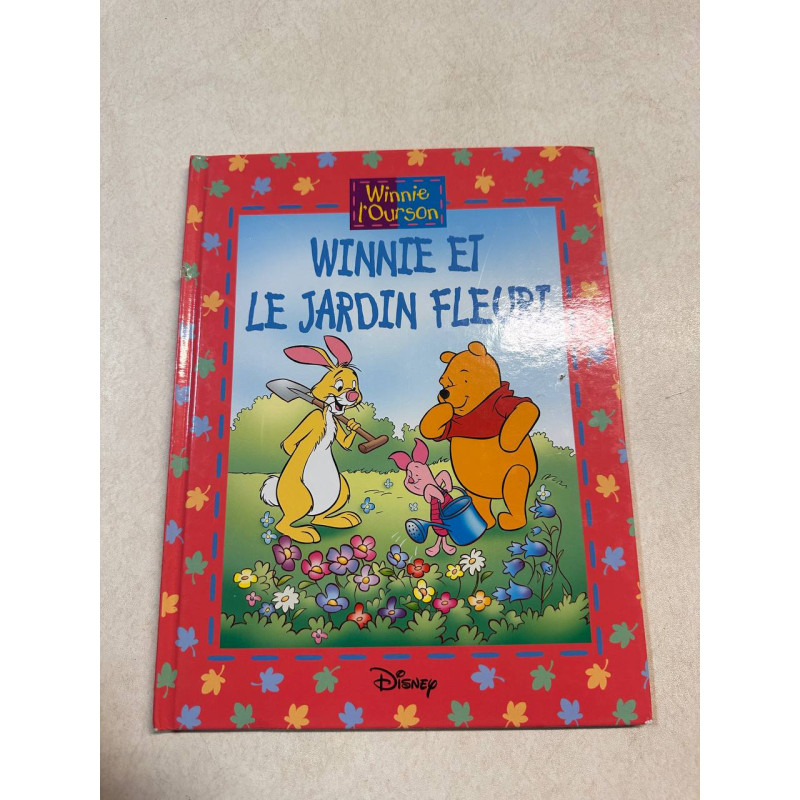 Winnie
l'Ourson
WINNIE ET
LE JARDIN FLEURI
Disney